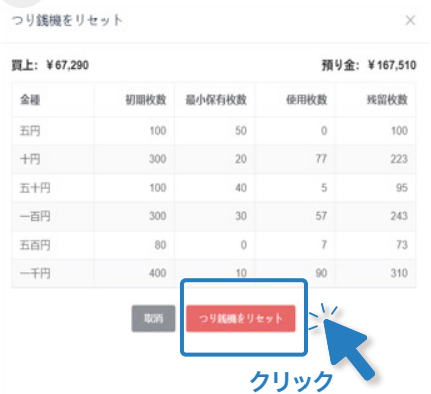 つり銭機をリセット ×
買上: ¥67,290 預り金: ¥167,510
金種 初期枚数 最小保有枚数 使用枚数 残留枚数
五円 100 50 0 100
十円 300 20 77 223
五十円 100 40 5 95
一百円 300 30 57 243
五百円 80 0 7 73
一千円 400 10 90 310
取消 つり銭機をリセット
クリック